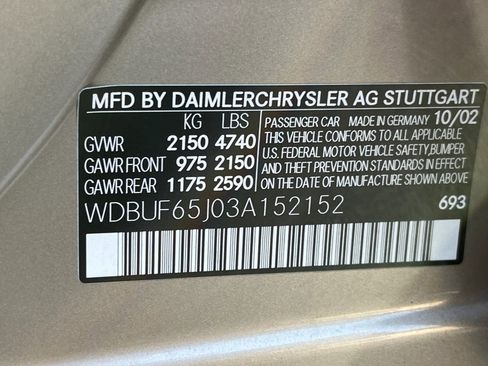 MFD BY DAIMLERCHRYSLER AG STUTTGART
KG LBS
GVWR 2150 4740
GAWR FRONT 975 2150
GAWR REAR 1175 2590
PASSENGER CAR MADE IN GERMANY 10/02
THIS VEHICLE CONFORMS TO ALL APPLICABLE
U.S. FEDERAL MOTOR VEHICLE SAFETY,BUMPER
AND THEFT PREVENTION STANDARDS IN EFFECT
ON THE DATE OF MANUFACTURE SHOWN ABOVE.
WDBUF65J03A152152 693